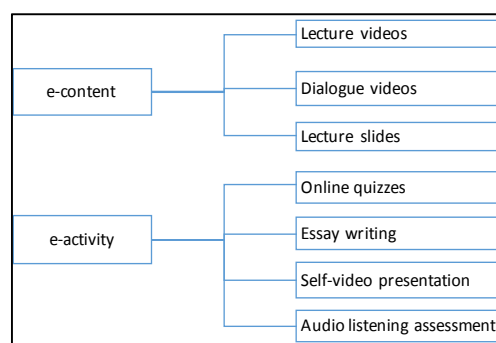 e-content
Lecture videos
Dialogue videos
Lecture slides
e-activity
Online quizzes
Essay writing
Self-video presentation
Audio listening assessment